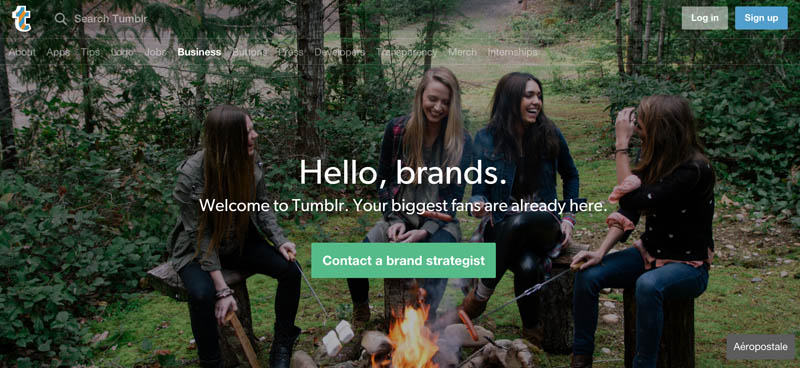 Search Tumblr
Log in
Sign up
About Apps Tips Logo Jobs Business Buttons Press Developers Transparency Merch Internships
Hello, brands.
Welcome to Tumblr. Your biggest fans are already here.
Contact a brand strategist
Aéropostale